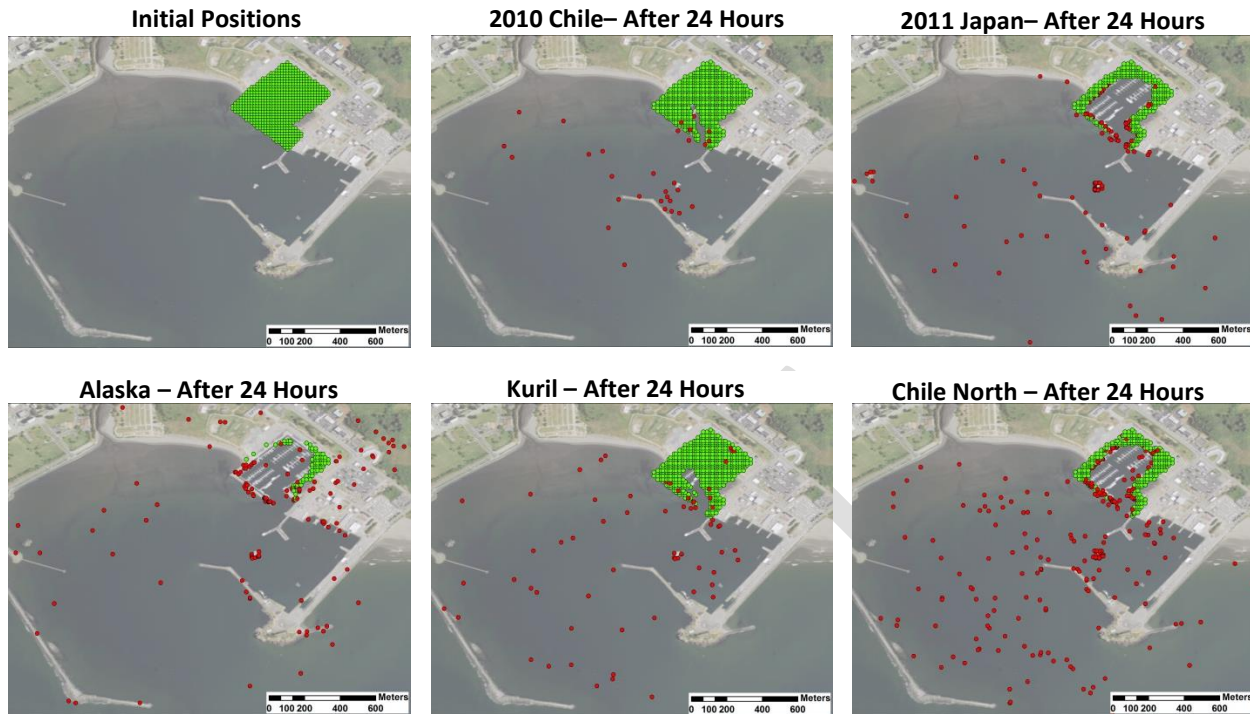 Initial Positions
2010 Chile– After 24 Hours
2011 Japan– After 24 Hours
Meters
0 100 200 400 600
Meters
0 100 200 400 600
Meters
0 100 200 400 600
Alaska – After 24 Hours
Kuril – After 24 Hours
Chile North – After 24 Hours
Meters
0 100 200 400 600
Meters
0 100 200 400 600
Meters
0 100 200 400 600